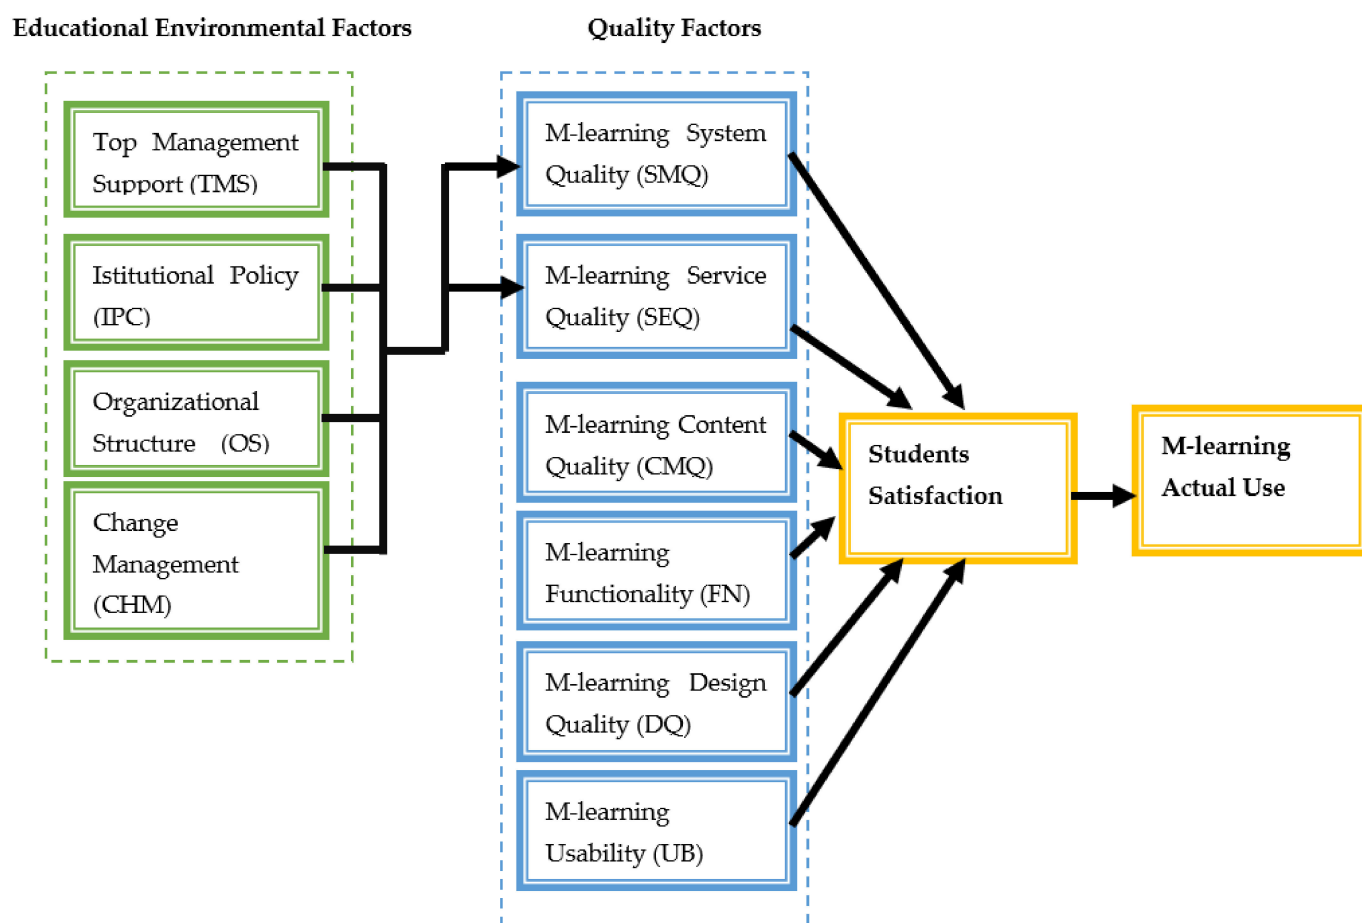 Educational Environmental Factors
Quality Factors
Top Management
Support (TMS)
Istitutional Policy
(IPC)
Organizational
Structure (OS)
Change
Management
(CHM)
M-learning System
Quality (SMQ)
M-learning Service
Quality (SEQ)
M-learning Content
Quality (CMQ)
M-learning
Functionality (FN)
M-learning Design
Quality (DQ)
M-learning
Usability (UB)
Students
Satisfaction
M-learning
Actual Use